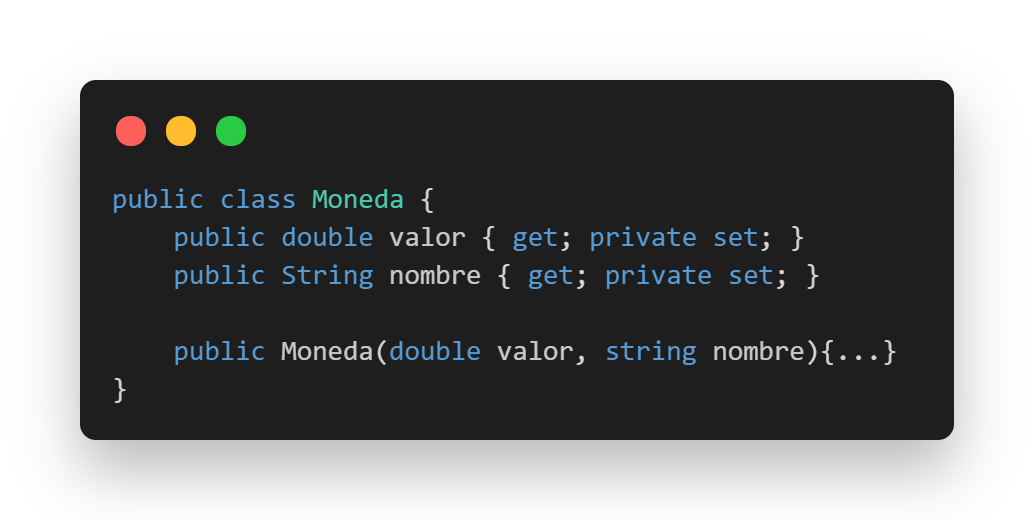 public class Moneda {
    public double valor { get; private set; }
    public String nombre { get; private set; }

    public Moneda(double valor, string nombre){...}
}